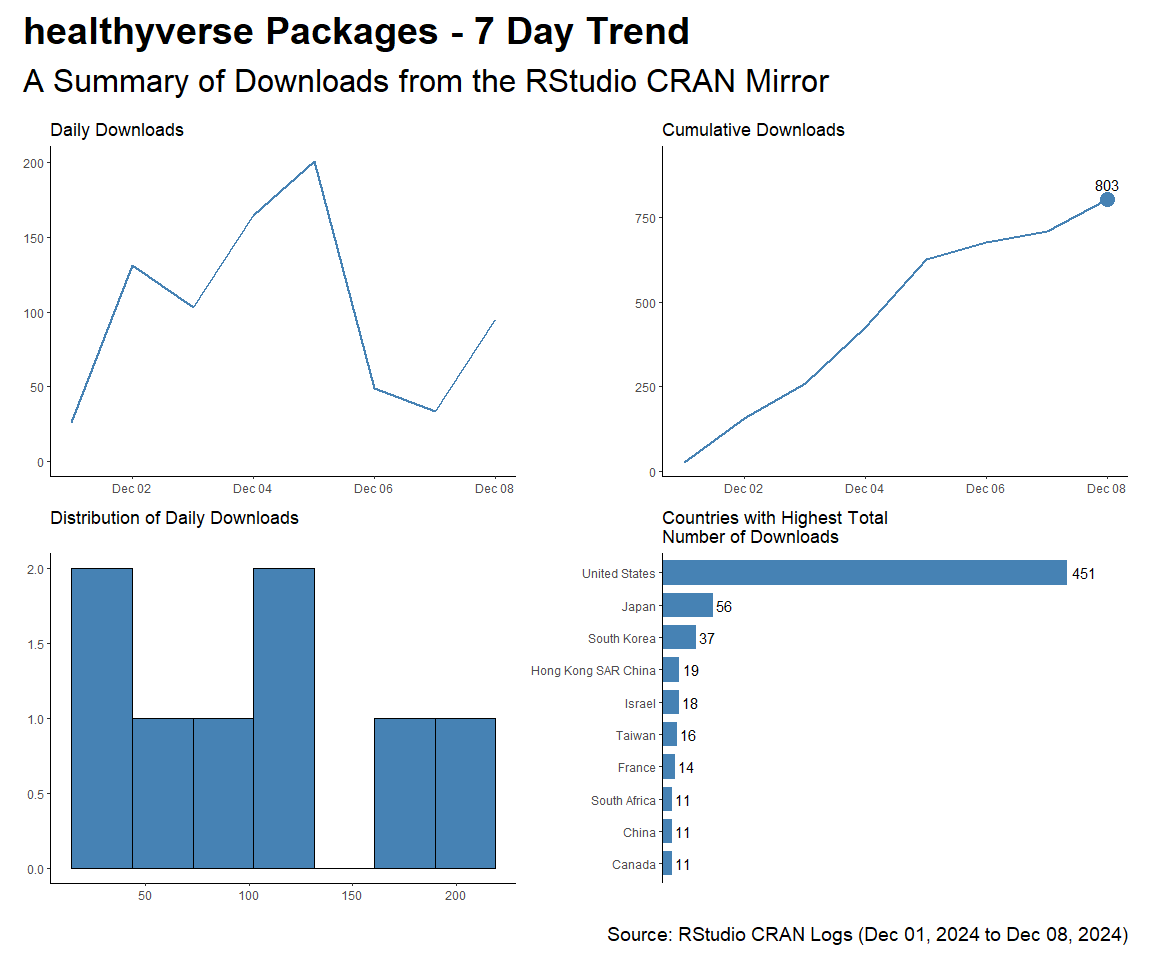 healthyverse Packages - 7 Day Trend
A Summary of Downloads from the RStudio CRAN Mirror
Daily Downloads
200
150
100
50
0
Dec 02 Dec 04 Dec 06 Dec 08
Cumulative Downloads
803
750
500
250
0
Dec 02 Dec 04 Dec 06 Dec 08
Distribution of Daily Downloads
2.0
1.5
1.0
0.5
0.0
50 100 150 200
Countries with Highest Total
Number of Downloads
United States 451
Japan 56
South Korea 37
Hong Kong SAR China 19
Israel 18
Taiwan 16
France 14
South Africa 11
China 11
Canada 11
Source: RStudio CRAN Logs (Dec 01, 2024 to Dec 08, 2024)